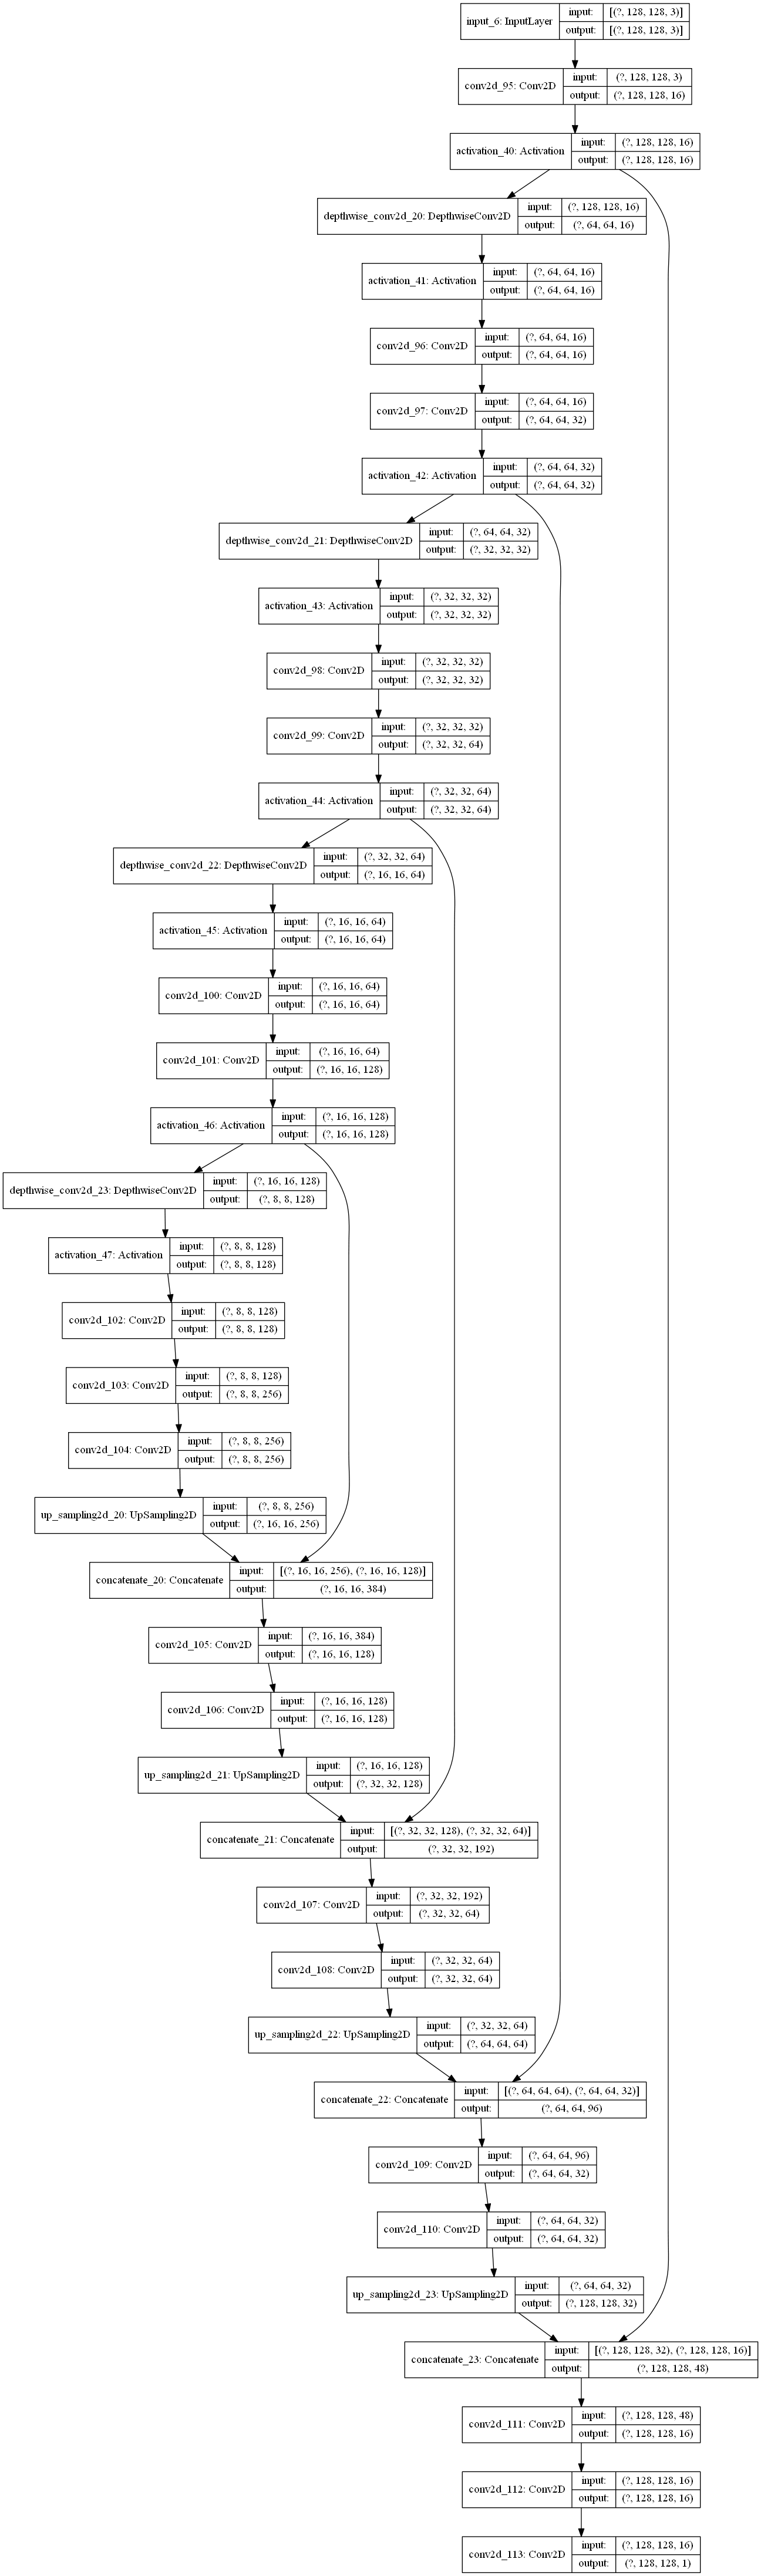 input_6: InputLayer
input: [(?, 128, 128, 3)]
output: [(?, 128, 128, 3)]
conv2d_95: Conv2D
input: (?, 128, 128, 3)
output: (?, 128, 128, 16)
activation_40: Activation
input: (?, 128, 128, 16)
output: (?, 128, 128, 16)
depthwise_conv2d_20: DepthwiseConv2D
input: (?, 128, 128, 16)
output: (?, 64, 64, 16)
activation_41: Activation
input: (?, 64, 64, 16)
output: (?, 64, 64, 16)
conv2d_96: Conv2D
input: (?, 64, 64, 16)
output: (?, 64, 64, 16)
conv2d_97: Conv2D
input: (?, 64, 64, 16)
output: (?, 64, 64, 32)
activation_42: Activation
input: (?, 64, 64, 32)
output: (?, 64, 64, 32)
depthwise_conv2d_21: DepthwiseConv2D
input: (?, 64, 64, 32)
output: (?, 32, 32, 32)
activation_43: Activation
input: (?, 32, 32, 32)
output: (?, 32, 32, 32)
conv2d_98: Conv2D
input: (?, 32, 32, 32)
output: (?, 32, 32, 32)
conv2d_99: Conv2D
input: (?, 32, 32, 32)
output: (?, 32, 32, 64)
activation_44: Activation
input: (?, 32, 32, 64)
output: (?, 32, 32, 64)
depthwise_conv2d_22: DepthwiseConv2D
input: (?, 32, 32, 64)
output: (?, 16, 16, 64)
activation_45: Activation
input: (?, 16, 16, 64)
output: (?, 16, 16, 64)
conv2d_100: Conv2D
input: (?, 16, 16, 64)
output: (?, 16, 16, 64)
conv2d_101: Conv2D
input: (?, 16, 16, 64)
output: (?, 16, 16, 128)
activation_46: Activation
input: (?, 16, 16, 128)
output: (?, 16, 16, 128)
depthwise_conv2d_23: DepthwiseConv2D
input: (?, 16, 16, 128)
output: (?, 8, 8, 128)
activation_47: Activation
input: (?, 8, 8, 128)
output: (?, 8, 8, 128)
conv2d_102: Conv2D
input: (?, 8, 8, 128)
output: (?, 8, 8, 128)
conv2d_103: Conv2D
input: (?, 8, 8, 128)
output: (?, 8, 8, 256)
conv2d_104: Conv2D
input: (?, 8, 8, 256)
output: (?, 8, 8, 256)
up_sampling2d_20: UpSampling2D
input: (?, 8, 8, 256)
output: (?, 16, 16, 256)
concatenate_20: Concatenate
input: [(?, 16, 16, 256), (?, 16, 16, 128)]
output: (?, 16, 16, 384)
conv2d_105: Conv2D
input: (?, 16, 16, 384)
output: (?, 16, 16, 128)
conv2d_106: Conv2D
input: (?, 16, 16, 128)
output: (?, 16, 16, 128)
up_sampling2d_21: UpSampling2D
input: (?, 16, 16, 128)
output: (?, 32, 32, 128)
concatenate_21: Concatenate
input: [(?, 32, 32, 128), (?, 32, 32, 64)]
output: (?, 32, 32, 192)
conv2d_107: Conv2D
input: (?, 32, 32, 192)
output: (?, 32, 32, 64)
conv2d_108: Conv2D
input: (?, 32, 32, 64)
output: (?, 32, 32, 64)
up_sampling2d_22: UpSampling2D
input: (?, 32, 32, 64)
output: (?, 64, 64, 64)
concatenate_22: Concatenate
input: [(?, 64, 64, 64), (?, 64, 64, 32)]
output: (?, 64, 64, 96)
conv2d_109: Conv2D
input: (?, 64, 64, 96)
output: (?, 64, 64, 32)
conv2d_110: Conv2D
input: (?, 64, 64, 32)
output: (?, 64, 64, 32)
up_sampling2d_23: UpSampling2D
input: (?, 64, 64, 32)
output: (?, 128, 128, 32)
concatenate_23: Concatenate
input: [(?, 128, 128, 32), (?, 128, 128, 16)]
output: (?, 128, 128, 48)
conv2d_111: Conv2D
input: (?, 128, 128, 48)
output: (?, 128, 128, 16)
conv2d_112: Conv2D
input: (?, 128, 128, 16)
output: (?, 128, 128, 16)
conv2d_113: Conv2D
input: (?, 128, 128, 16)
output: (?, 128, 128, 1)